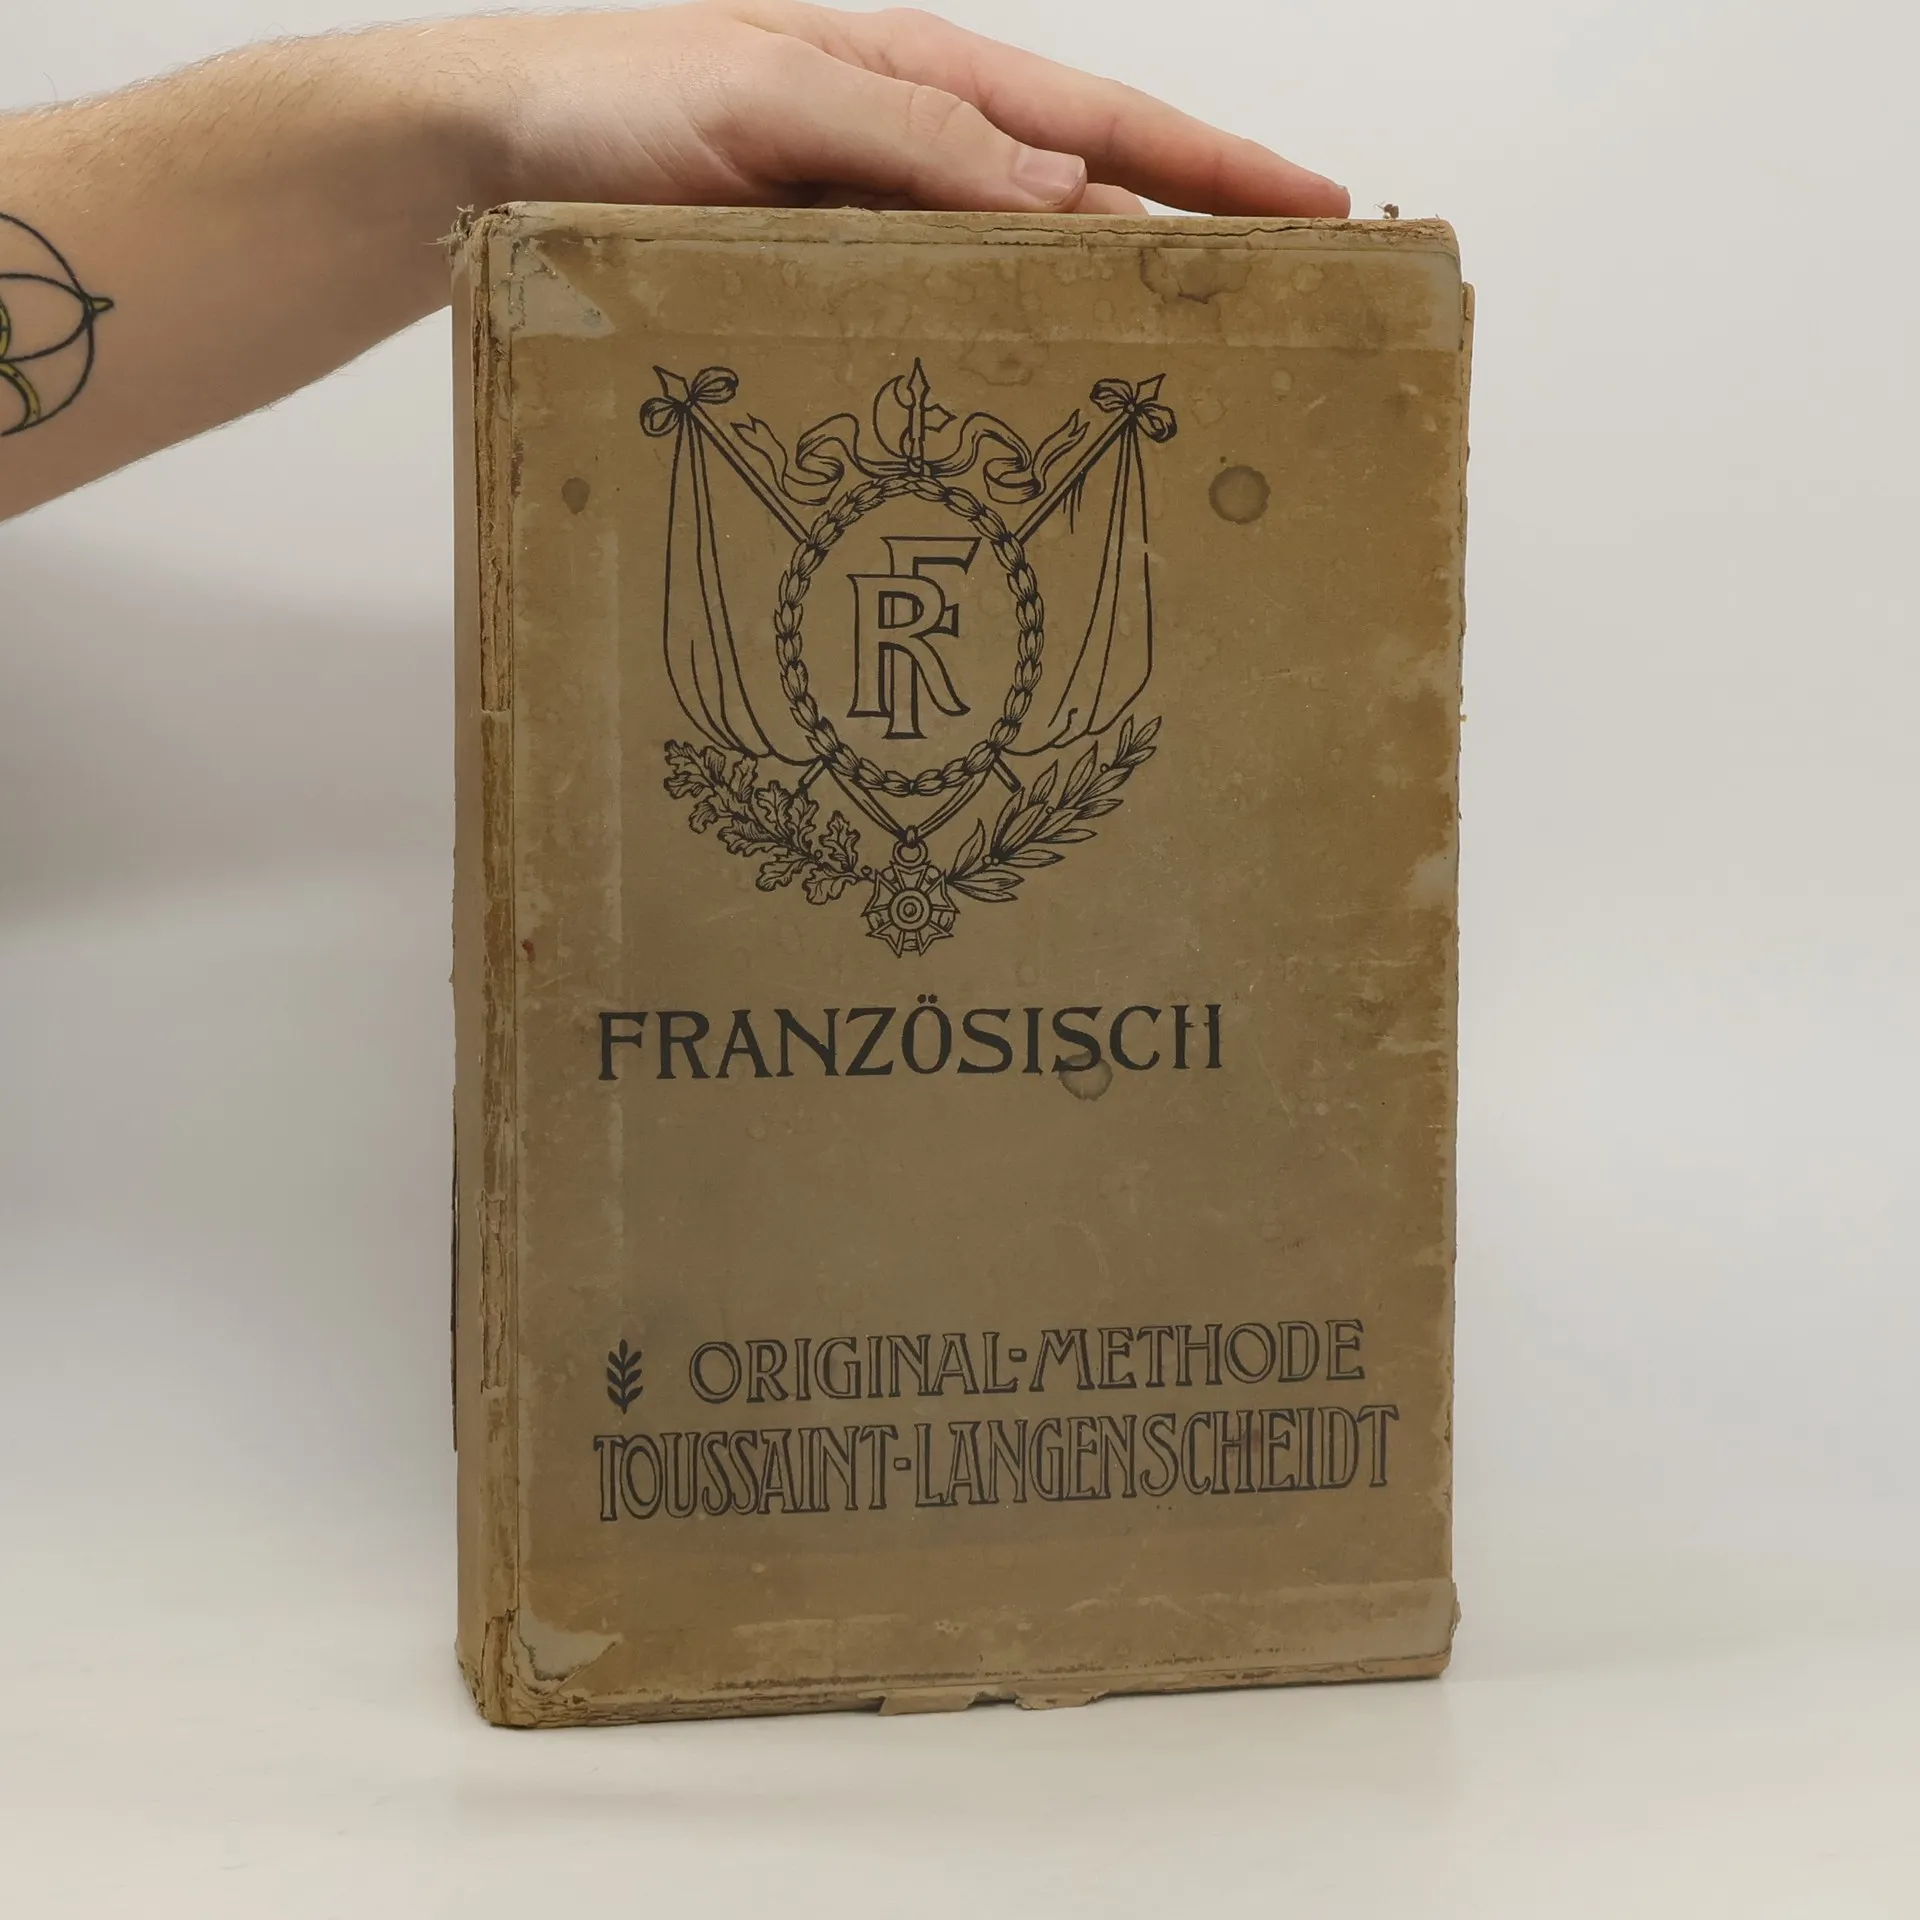 RF
FRANZÖSISCH
ORIGINAL-METHODE
TOUSSAINT-LANGENSCHEIDT